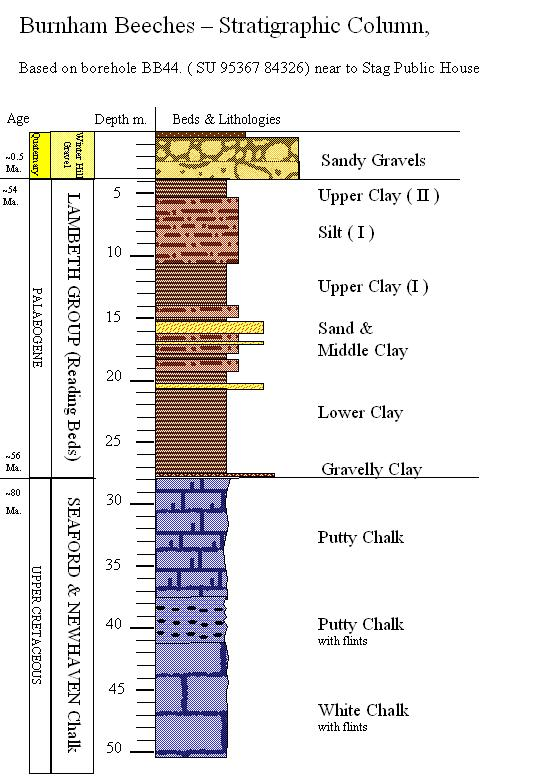 Burnham Beeches – Stratigraphic Column,
Based on borehole BB44. ( SU 95367 84326) near to Stag Public House
Age
Depth m.
Beds & Lithologies
~0.5
Ma.
Quaternary
Winter Hill
Gravel
Sandy Gravels
~54
Ma.
5
Upper Clay ( II )
Silt ( I )
10
Upper Clay (I )
15
Sand &
Middle Clay
PALAEOGENE
LAMBETH GROUP (Reading Beds)
20
Lower Clay
25
~56
Ma.
Gravelly Clay
~80
Ma.
30
Putty Chalk
35
UPPER CRETACEOUS
SEAFORD & NEWHAVEN Chalk
40
Putty Chalk
with flints
45
White Chalk
with flints
50